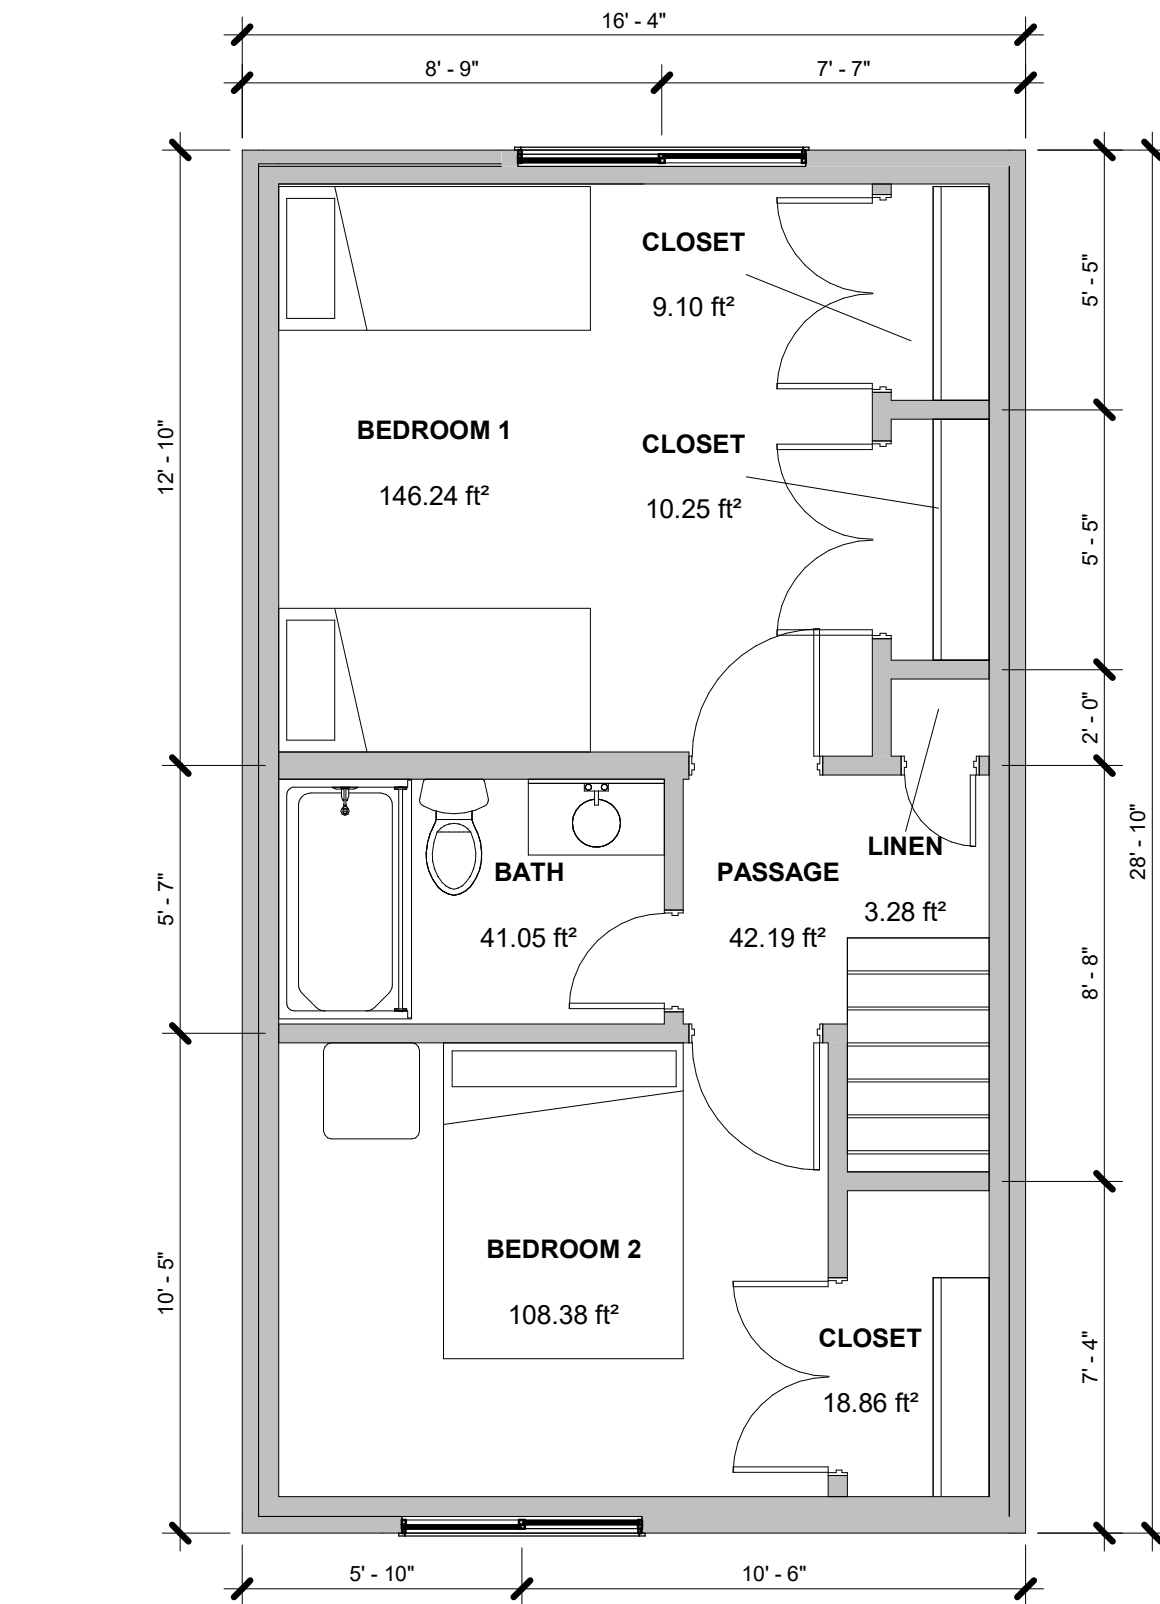 16' - 4"
8' - 9"
7' - 7"
CLOSET
9.10 ft²
5' - 5"
BEDROOM 1
146.24 ft²
12' - 10"
CLOSET
10.25 ft²
5' - 5"
2' - 0"
28' - 10"
LINEN
3.28 ft²
BATH
41.05 ft²
PASSAGE
42.19 ft²
5' - 7"
8' - 8"
BEDROOM 2
108.38 ft²
10' - 5"
CLOSET
18.86 ft²
7' - 4"
5' - 10"
10' - 6"